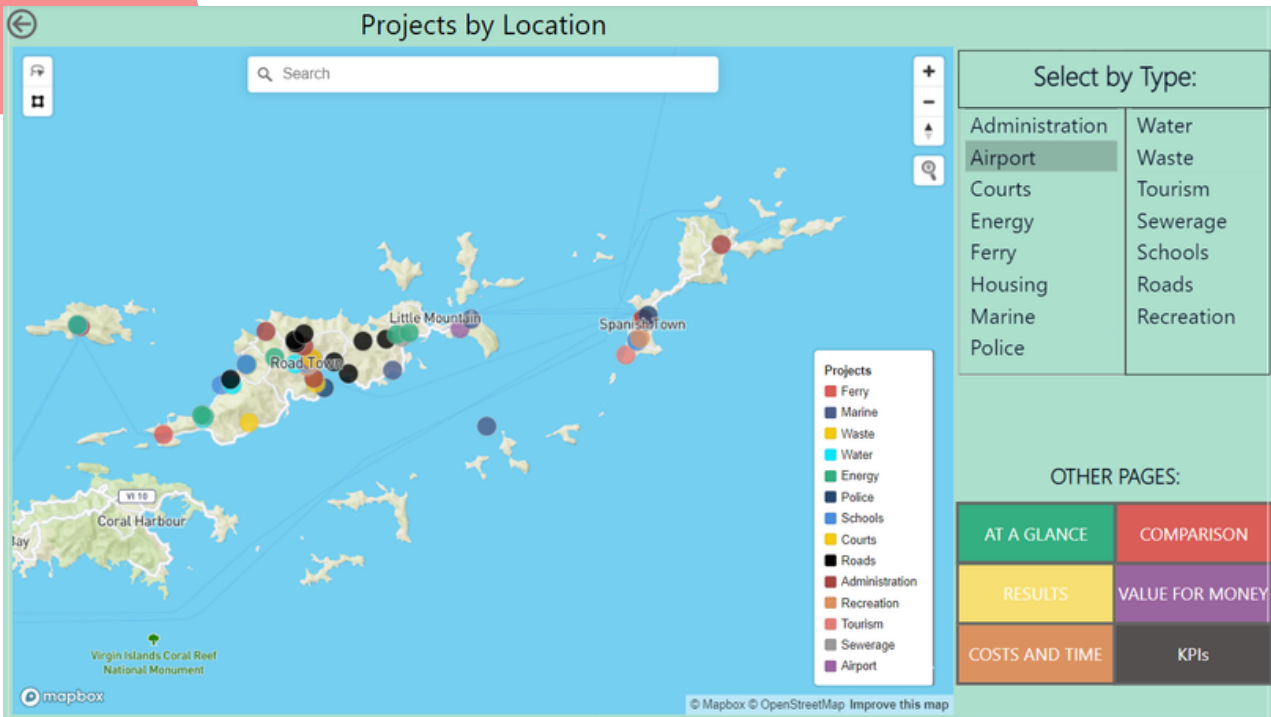 Projects by Location
Search
Little Mountain
Spanish Town
Road Town
VI 10
Coral Harbour
Bay
Virgin Islands Coral Reef
National Monument
mapbox
Projects
Ferry
Marine
Waste
Water
Energy
Police
Schools
Courts
Roads
Administration
Recreation
Tourism
Sewerage
Airport
© Mapbox © OpenStreetMap Improve this map
Select by Type:
Administration
Airport
Courts
Energy
Ferry
Housing
Marine
Police
Water
Waste
Tourism
Sewerage
Schools
Roads
Recreation
OTHER PAGES:
AT A GLANCE
COMPARISON
RESULTS
VALUE FOR MONEY
COSTS AND TIME
KPIs